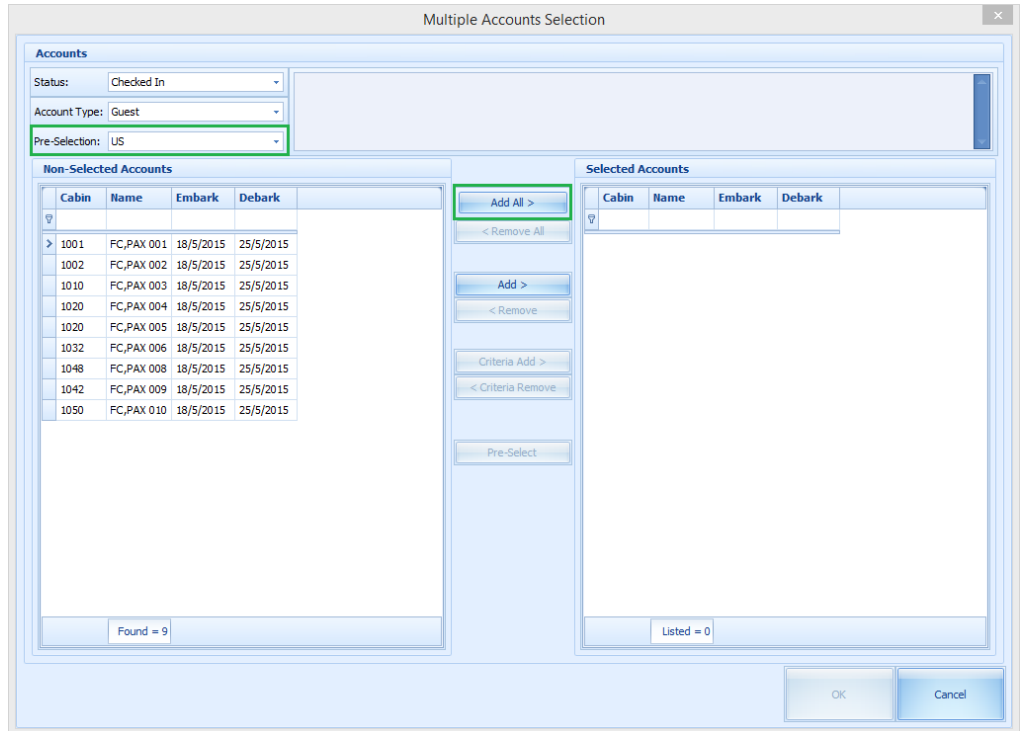 Multiple Accounts Selection
Accounts
Status: Checked In
Account Type: Guest
Pre-Selection: US
Non-Selected Accounts
Cabin Name Embark Debark
1001 FC,PAX 001 18/5/2015 25/5/2015
1002 FC,PAX 002 18/5/2015 25/5/2015
1010 FC,PAX 003 18/5/2015 25/5/2015
1020 FC,PAX 004 18/5/2015 25/5/2015
1020 FC,PAX 005 18/5/2015 25/5/2015
1032 FC,PAX 006 18/5/2015 25/5/2015
1048 FC,PAX 008 18/5/2015 25/5/2015
1042 FC,PAX 009 18/5/2015 25/5/2015
1050 FC,PAX 010 18/5/2015 25/5/2015
Found = 9
Add All >
< Remove All
Add >
< Remove
Criteria Add >
< Criteria Remove
Pre-Select
Selected Accounts
Cabin Name Embark Debark
Listed = 0
OK
Cancel